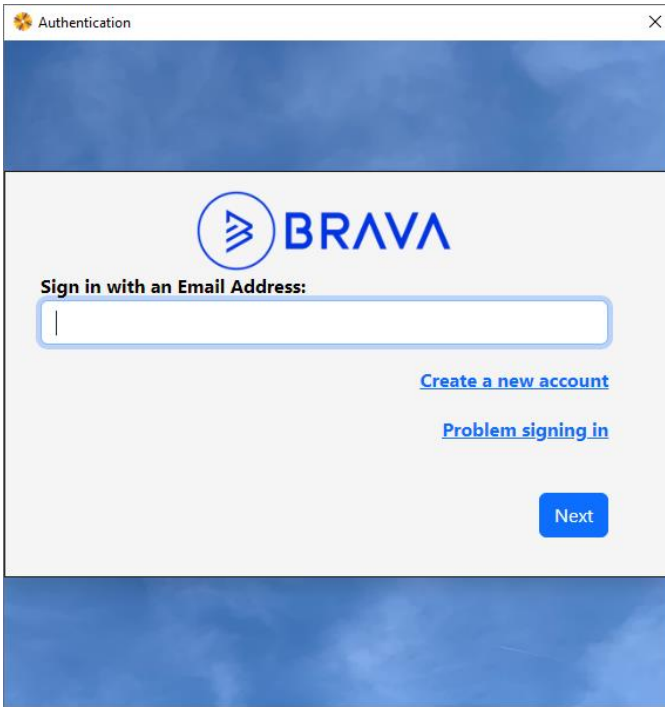 Authentication
BRAVA
Sign in with an Email Address:
Create a new account
Problem signing in
Next